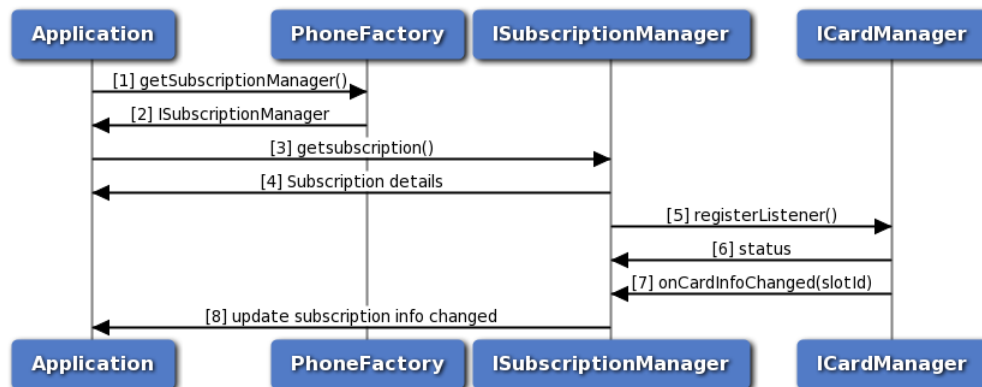 Application PhoneFactory ISubscriptionManager ICardManager
[1] getSubscriptionManager()
[2] ISubscriptionManager
[3] getsubscription()
[4] Subscription details
[5] registerListener()
[6] status
[7] onCardInfoChanged(slotId)
[8] update subscription info changed
Application PhoneFactory ISubscriptionManager ICardManager